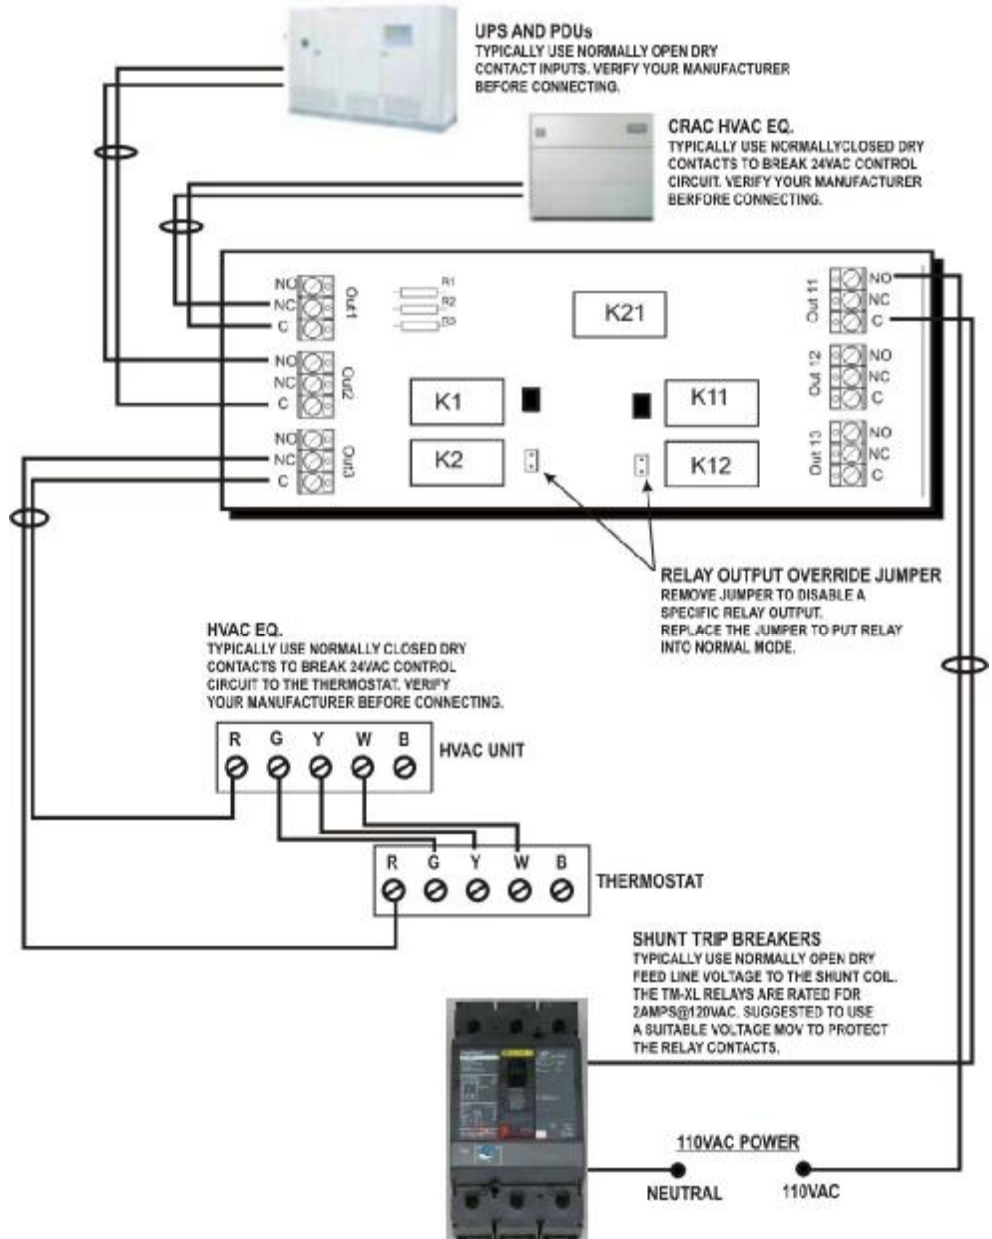 UPS AND PDUs
TYPICALLY USE NORMALLY OPEN DRY
CONTACT INPUTS. VERIFY YOUR MANUFACTURER
BEFORE CONNECTING.
CRAC HVAC EQ.
TYPICALLY USE NORMALLYCLOSED DRY
CONTACTS TO BREAK 24VAC CONTROL
CIRCUIT. VERIFY YOUR MANUFACTURER
BERFORE CONNECTING.
NO
NC
C
Out1
R1
R2
R3
K21
Out 11
NO
NC
C
NO
NC
C
Out2
K1
K11
Out 12
NO
NC
C
NO
NC
C
Out3
K2
K12
Out 13
NO
NC
C
RELAY OUTPUT OVERRIDE JUMPER
REMOVE JUMPER TO DISABLE A
SPECIFIC RELAY OUTPUT.
REPLACE THE JUMPER TO PUT RELAY
INTO NORMAL MODE.
HVAC EQ.
TYPICALLY USE NORMALLY CLOSED DRY
CONTACTS TO BREAK 24VAC CONTROL
CIRCUIT TO THE THERMOSTAT. VERIFY
YOUR MANUFACTURER BEFORE CONNECTING.
R G Y W B
HVAC UNIT
R G Y W B
THERMOSTAT
SHUNT TRIP BREAKERS
TYPICALLY USE NORMALLY OPEN DRY
FEED LINE VOLTAGE TO THE SHUNT COIL.
THE TM-XL RELAYS ARE RATED FOR
2AMPS@120VAC. SUGGESTED TO USE
A SUITABLE VOLTAGE MOV TO PROTECT
THE RELAY CONTACTS.
110VAC POWER
NEUTRAL
110VAC